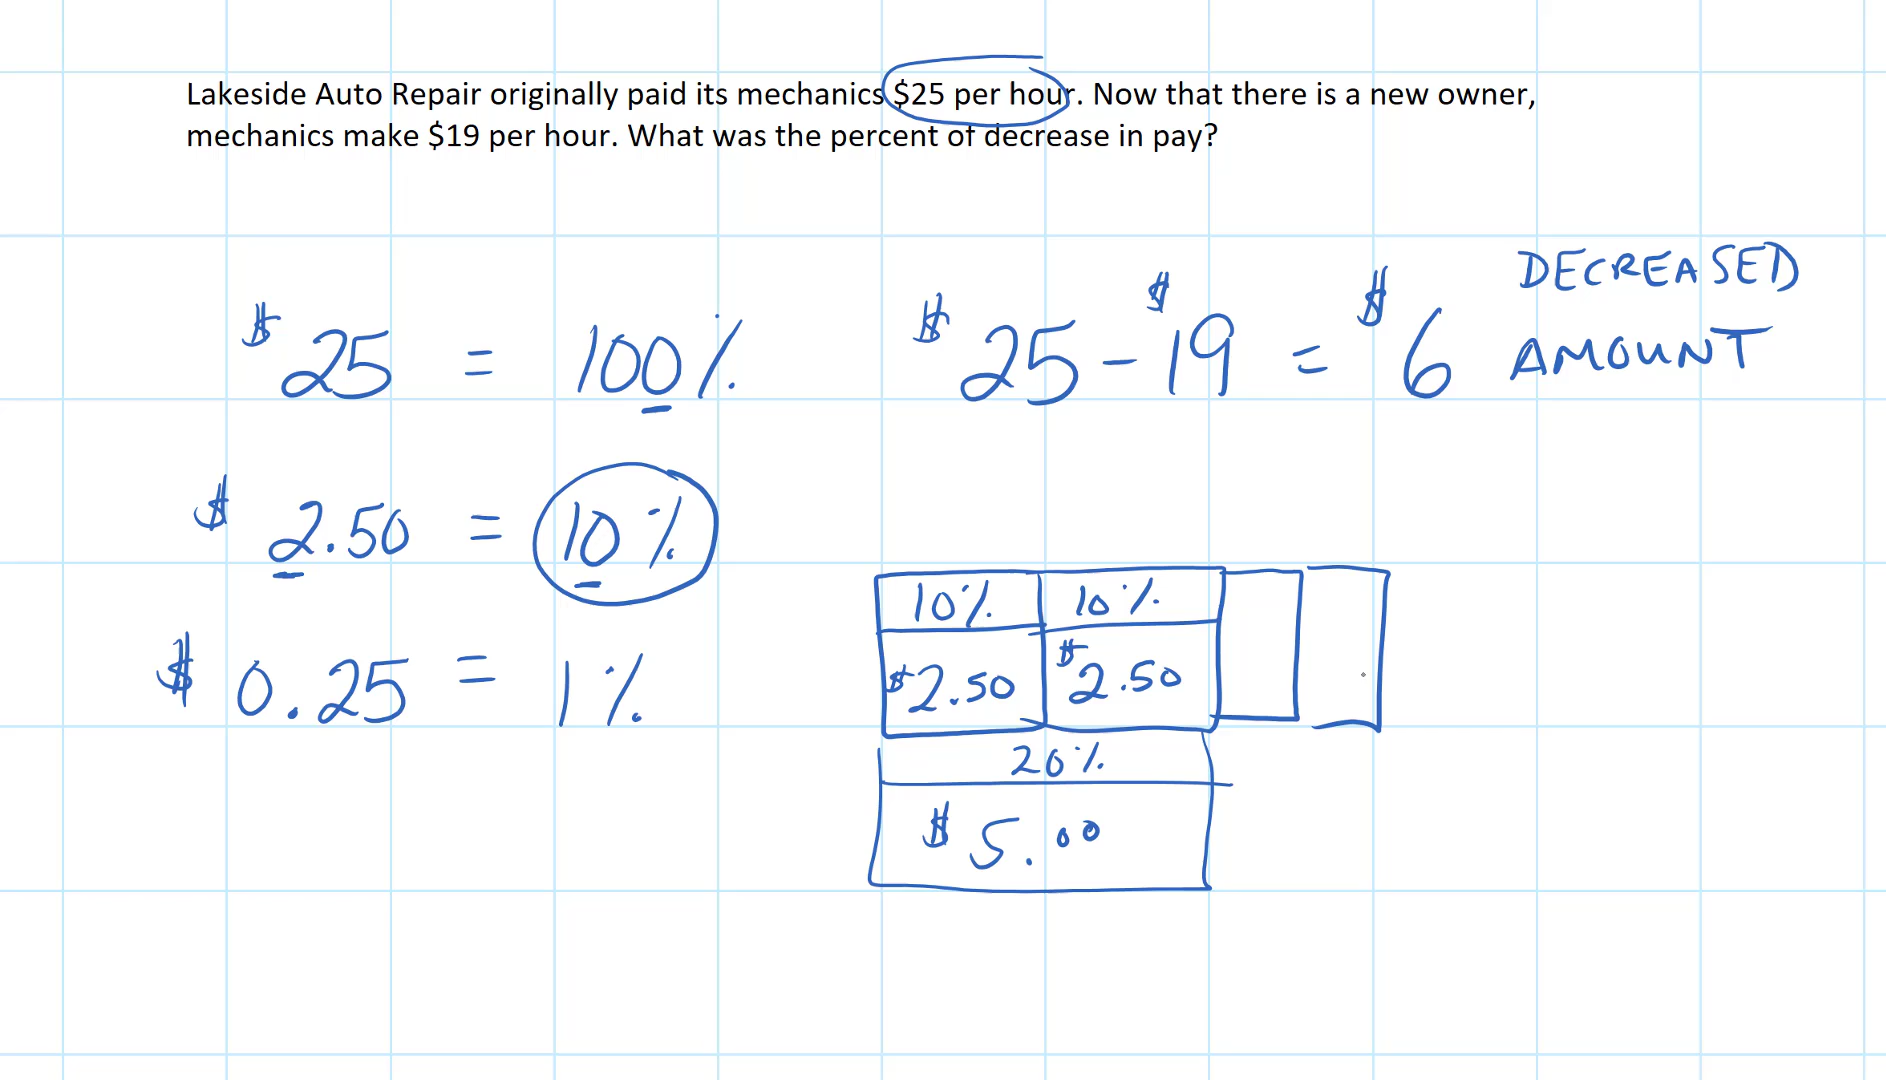 Lakeside Auto Repair originally paid its mechanics $25 per hour. Now that there is a new owner,
mechanics make $19 per hour. What was the percent of decrease in pay?
$25 = 100%
$25 - $19 = $6 DECREASED AMOUNT
$2.50 = 10%
$0.25 = 1%
10% 10%
$2.50 $2.50
20%
$5.00